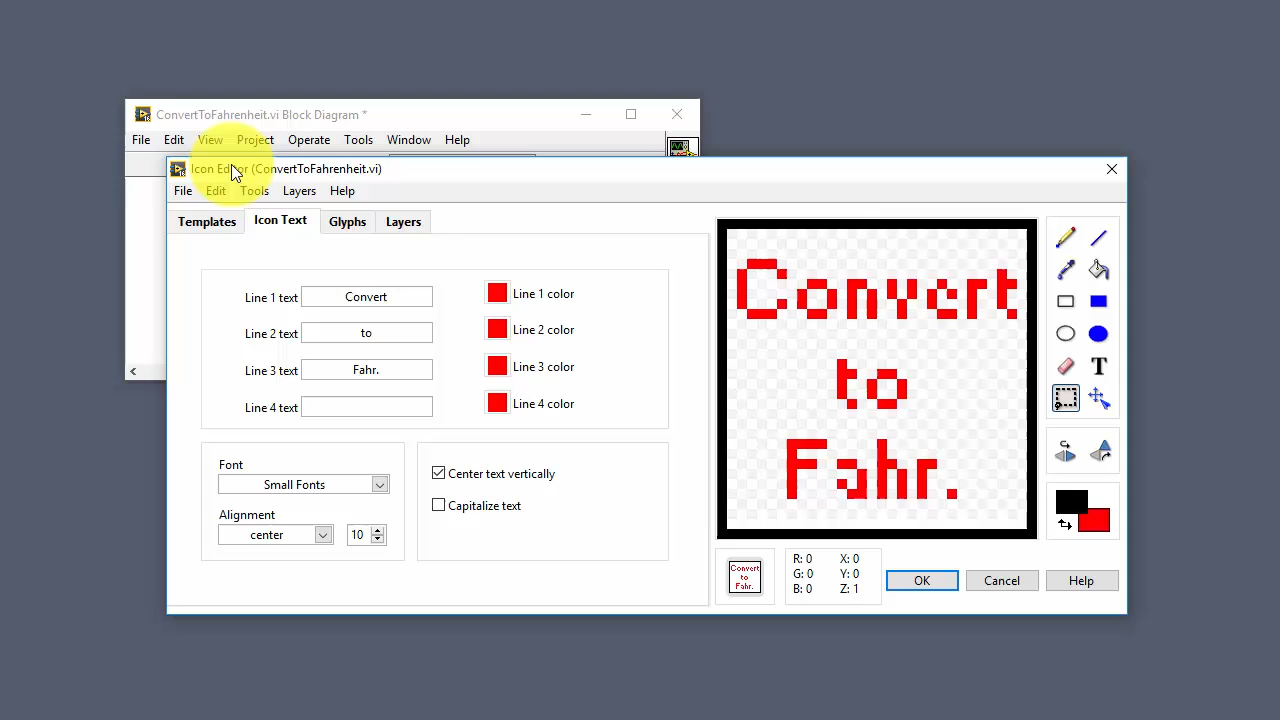 ConvertToFahrenheit.vi Block Diagram *
File Edit View Project Operate Tools Window Help
Icon Editor (ConvertToFahrenheit.vi)
File Edit Tools Layers Help
Templates Icon Text Glyphs Layers
Line 1 text Convert Line 1 color
Line 2 text to Line 2 color
Line 3 text Fahr. Line 3 color
Line 4 text Line 4 color
Font
Small Fonts
Alignment
center 10
Center text vertically
Capitalize text
Convert
to
Fahr.
T
Convert
to
Fahr.
R: 0 X: 0
G: 0 Y: 0
B: 0 Z: 1
OK Cancel Help